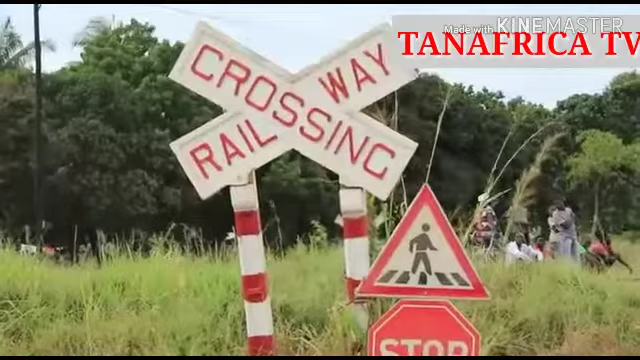 Made with KINEMASTER
TANAFRICA TV
RAILWAY
CROSSING
STOP